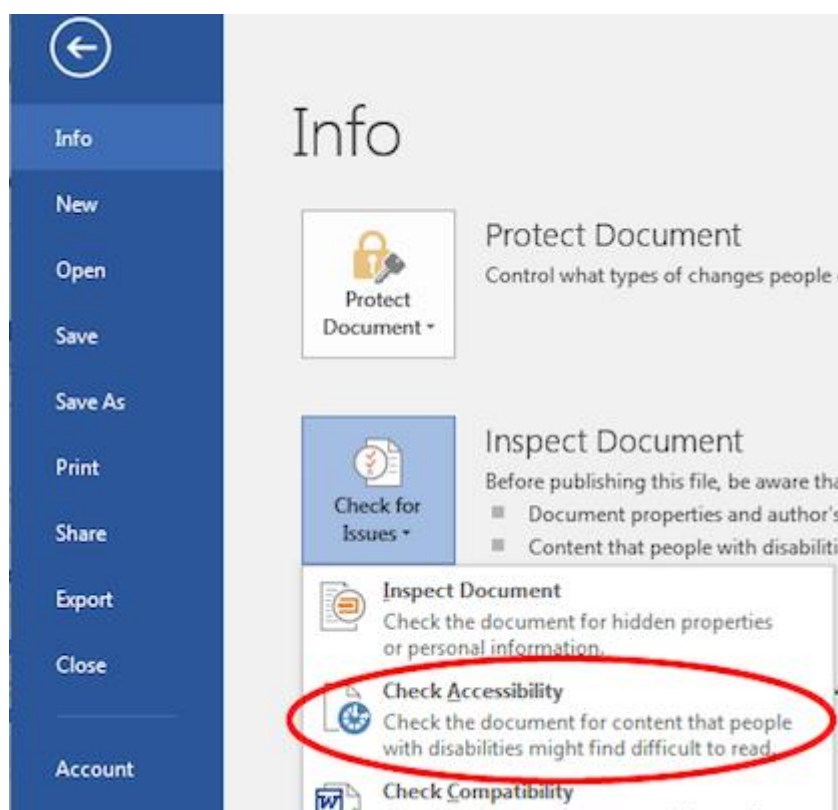 Info
New
Open
Save
Save As
Print
Share
Export
Close
Account
Info
Protect
Document
Protect Document
Control what types of changes people
Check for
Issues
Inspect Document
Before publishing this file, be aware tha
Document properties and author's
Content that people with disabiliti
Inspect Document
Check the document for hidden properties
or personal information.
Check Accessibility
Check the document for content that people
with disabilities might find difficult to read.
Check Compatibility